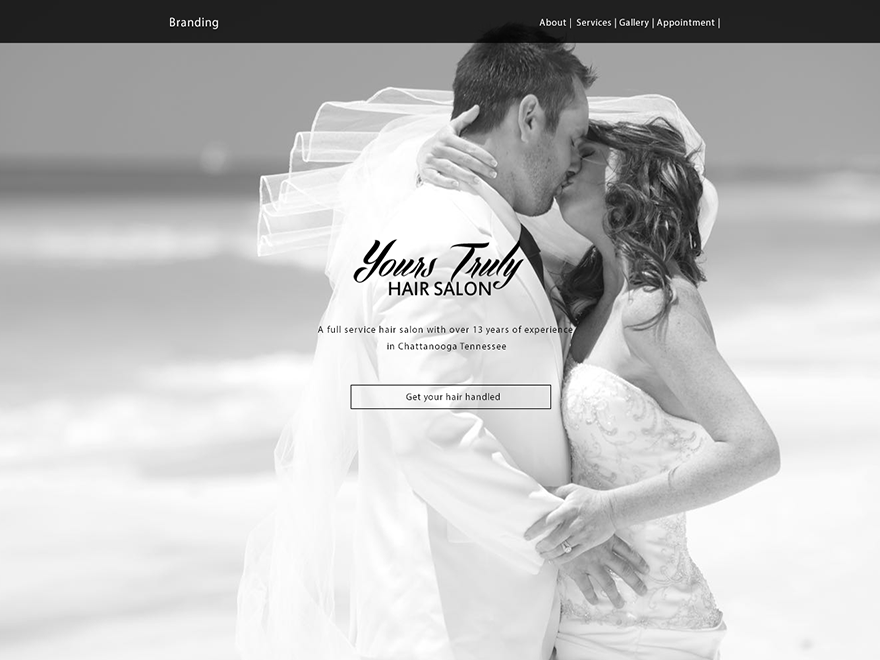 Branding
About | Services | Gallery | Appointment |
Yours Truly
HAIR SALON
A full service hair salon with over 13 years of experience
in Chattanooga Tennessee
Get your hair handled